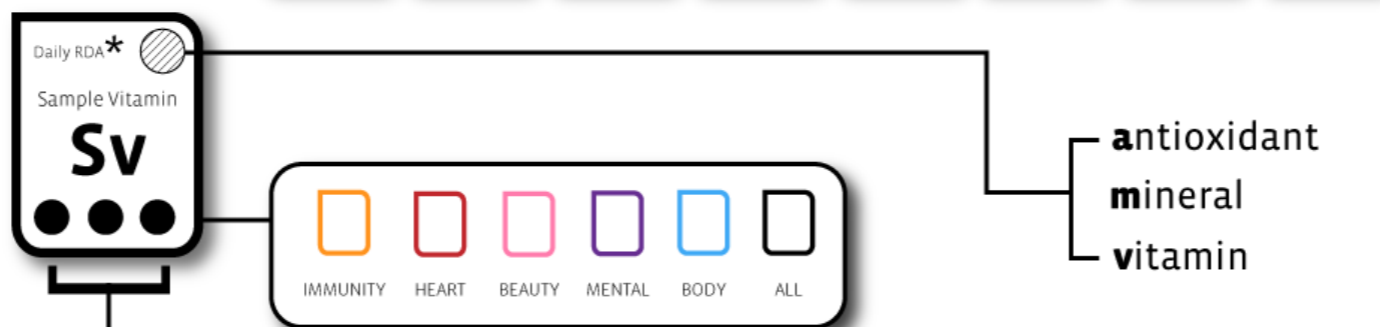 Daily RDA*
Sample Vitamin
Sv
IMMUNITY HEART BEAUTY MENTAL BODY ALL
antioxidant
mineral
vitamin